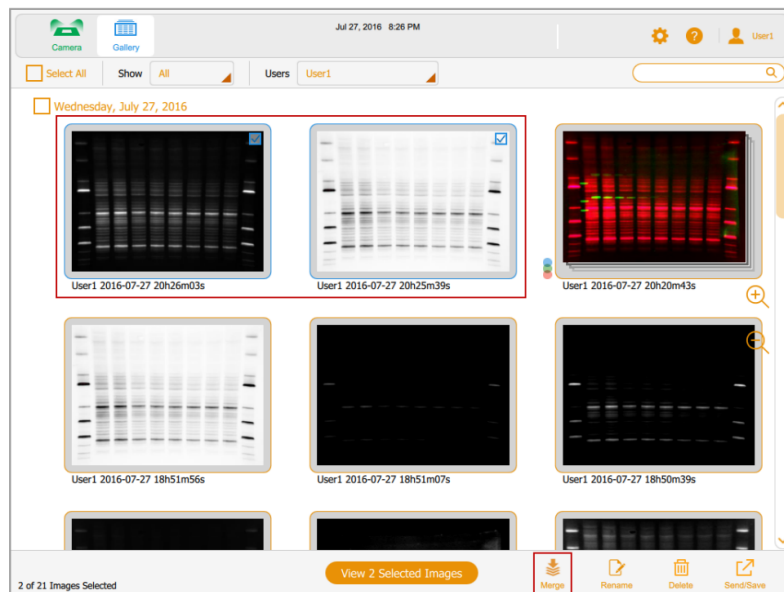 Jul 27, 2016 8:26 PM
Camera
Gallery
User1
Select All
Show
All
Users
User1
Wednesday, July 27, 2016
User1 2016-07-27 20h26m03s
User1 2016-07-27 20h25m39s
User1 2016-07-27 20h20m43s
User1 2016-07-27 18h51m56s
User1 2016-07-27 18h51m07s
User1 2016-07-27 18h50m39s
2 of 21 Images Selected
View 2 Selected Images
Merge
Rename
Delete
Send/Save